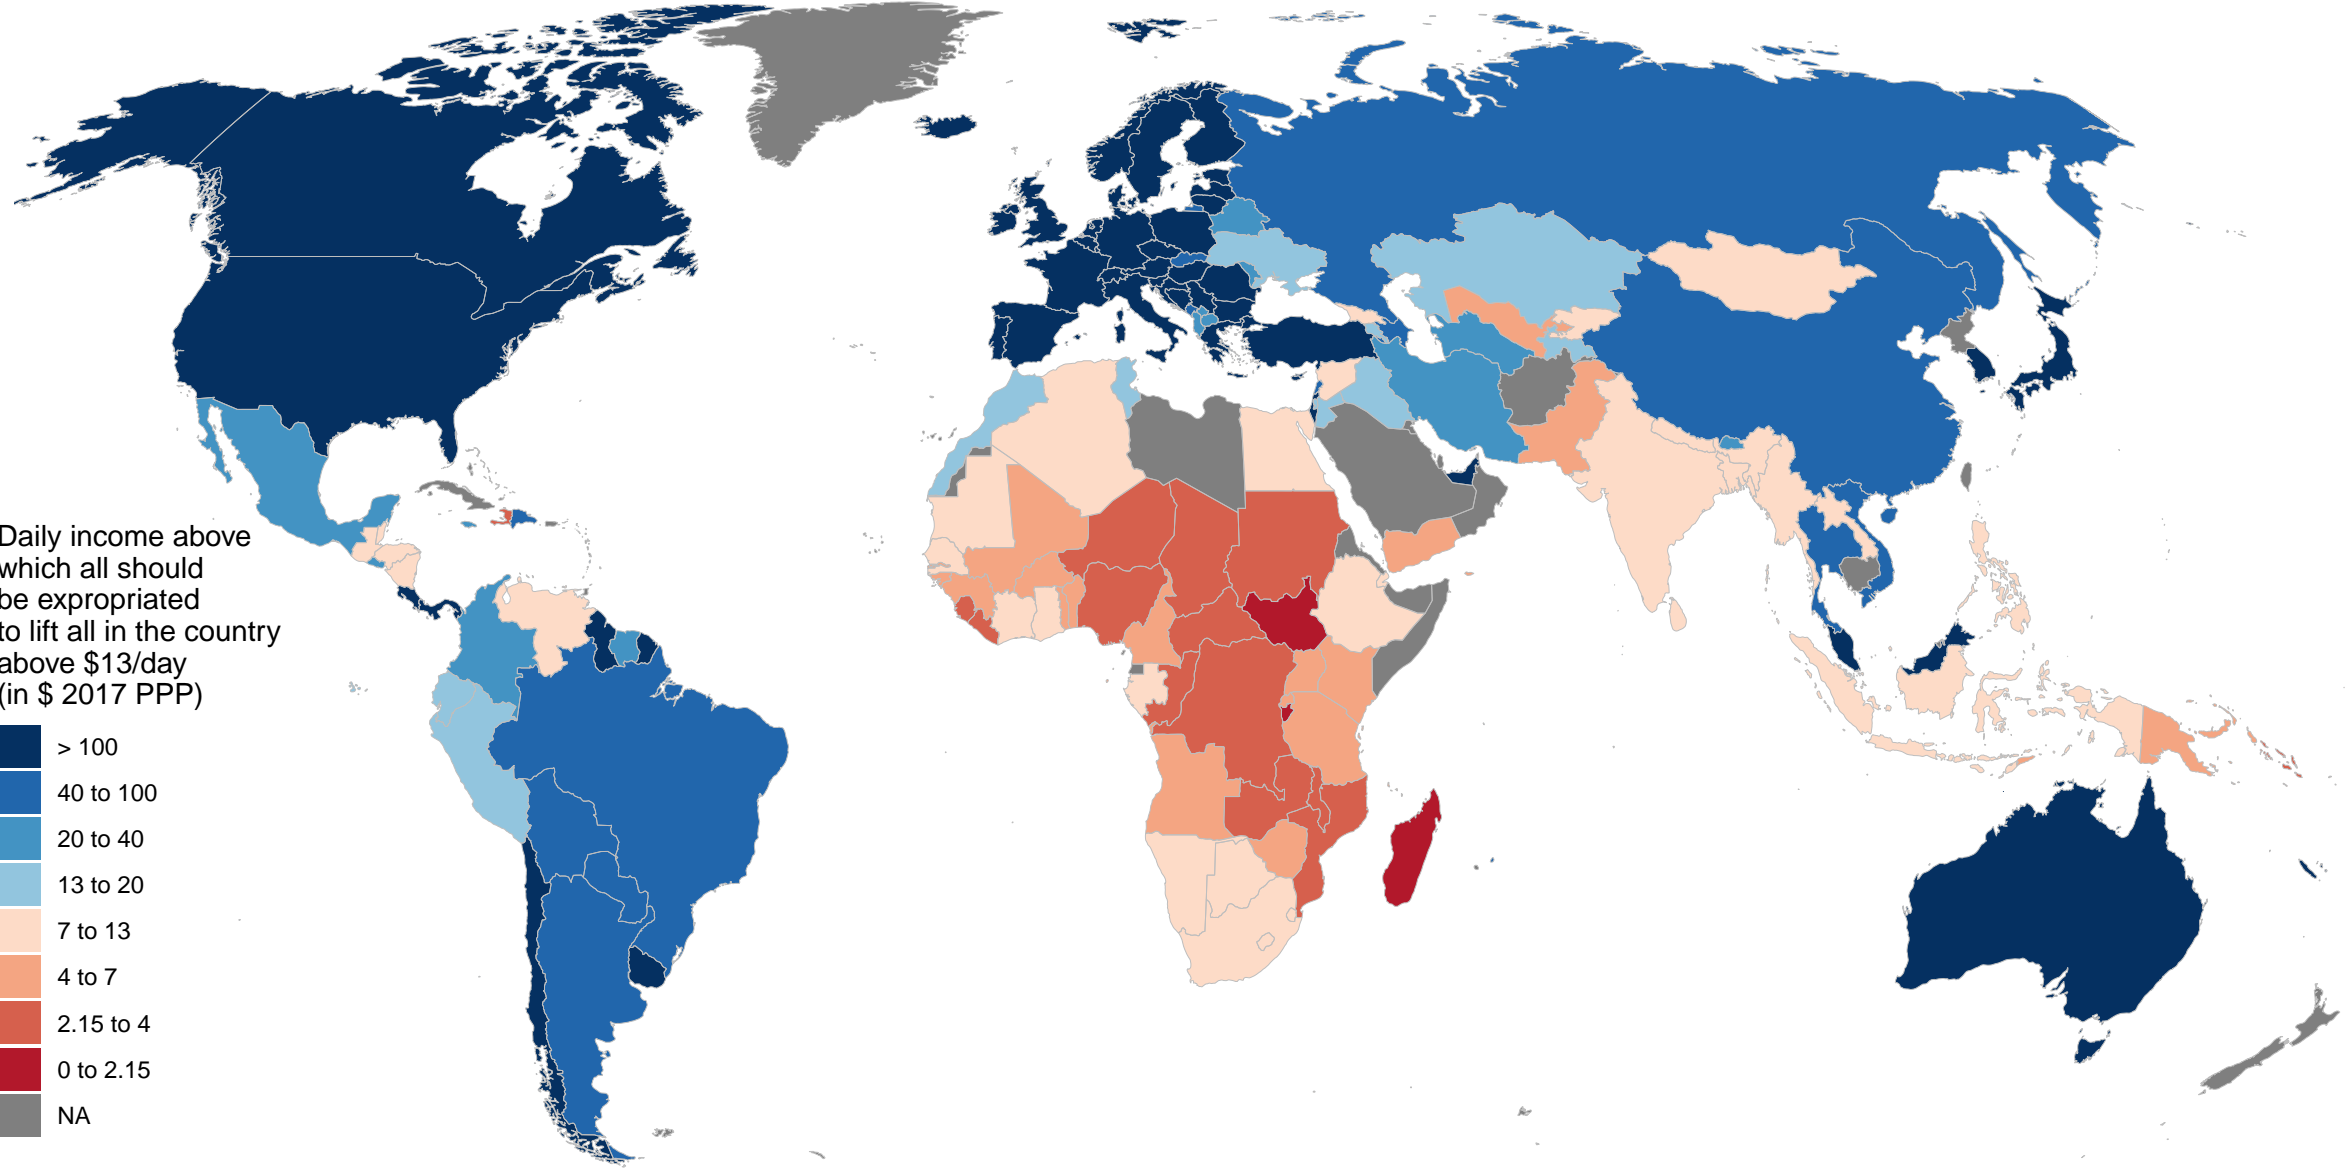 Daily income above
which all should
be expropriated
to lift all in the country
above $13/day
(in $ 2017 PPP)
> 100
40 to 100
20 to 40
13 to 20
7 to 13
4 to 7
2.15 to 4
0 to 2.15
NA